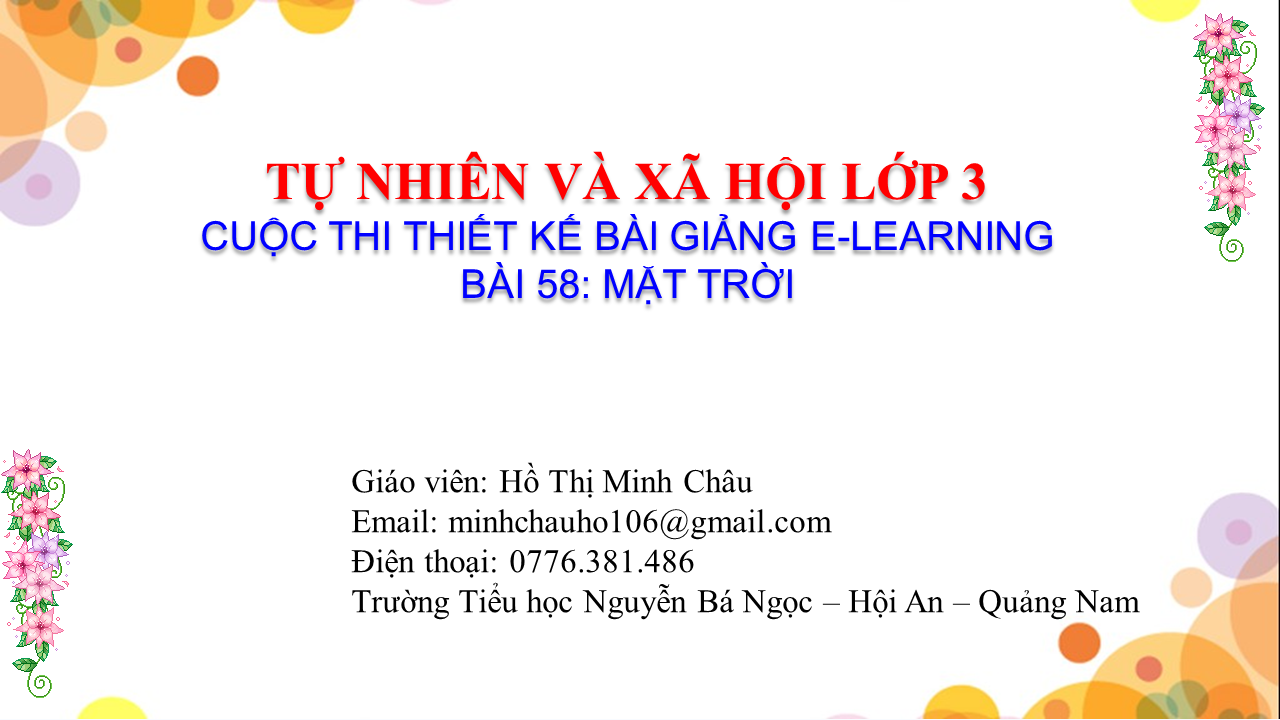 TỰ NHIÊN VÀ XÃ HỘI LỚP 3
CUỘC THI THIẾT KẾ BÀI GIẢNG E-LEARNING
BÀI 58: MẶT TRỜI
Giáo viên: Hồ Thị Minh Châu
Email: minhchauho106@gmail.com
Điện thoại: 0776.381.486
Trường Tiểu học Nguyễn Bá Ngọc – Hội An – Quảng Nam